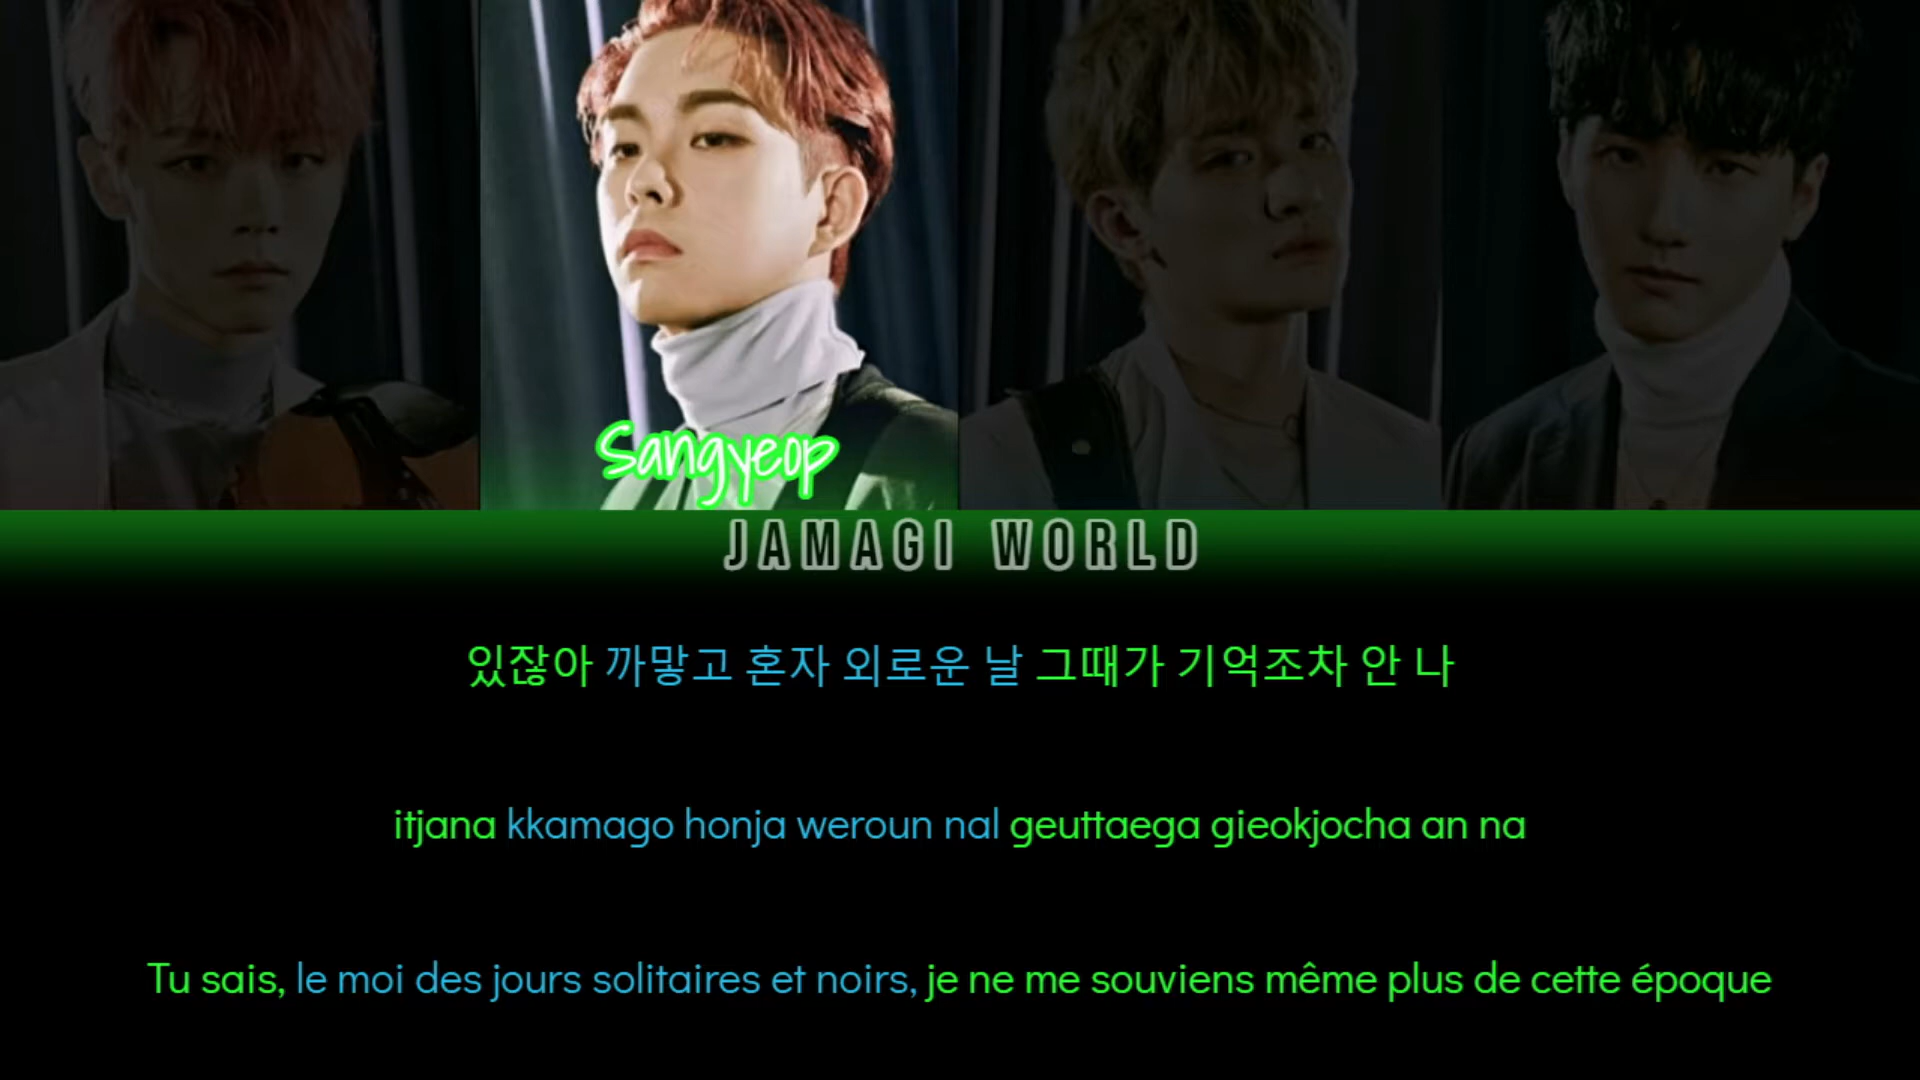 Sangyeop
JAMAGI WORLD
있잖아 까맣고 혼자 외로운 날 그때가 기억조차 안 나
itjana kkamago honja weroun nal geuttaega gieokjocha an na
Tu sais, le moi des jours solitaires et noirs, je ne me souviens même plus de cette époque